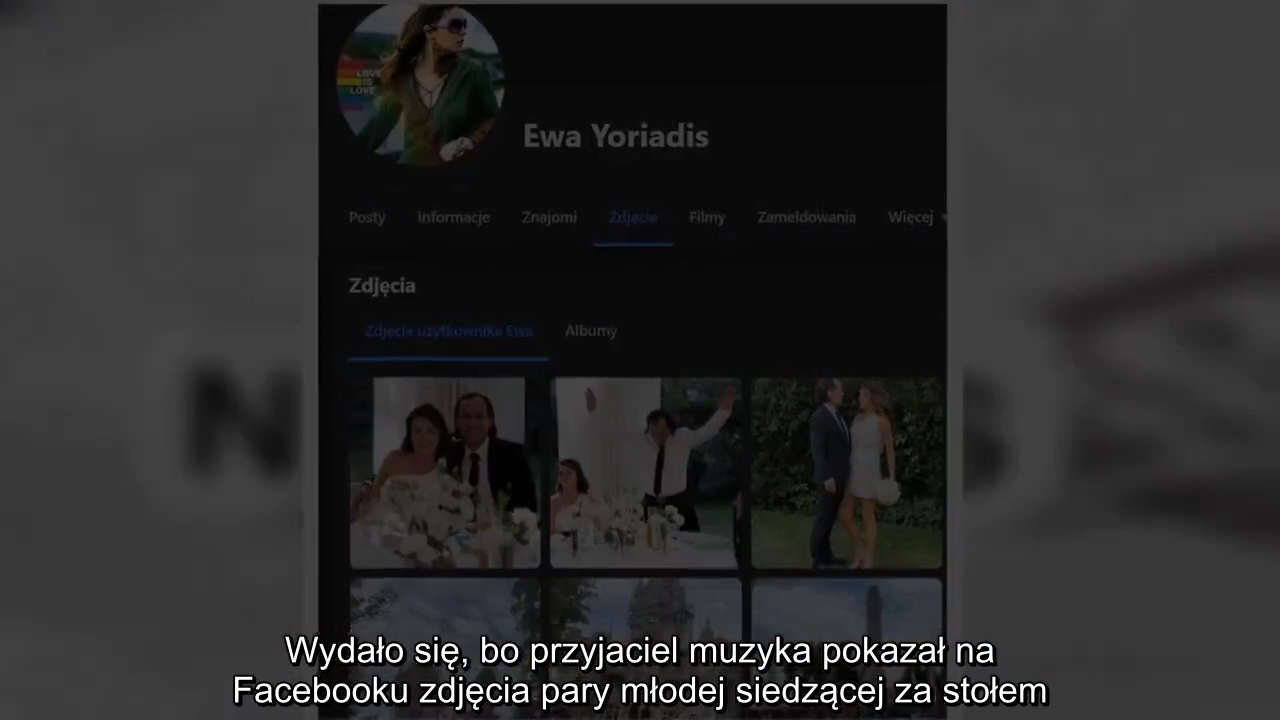 LOVE
IS
LOVE
Ewa Yoriadis
Posty Informacje Znajomi Zdjęcia Filmy Zameldowania Więcej
Zdjęcia
Zdjęcia użytkownika Ewa Albumy
N
Wydało się, bo przyjaciel muzyka pokazał na
Facebooku zdjęcia pary młodej siedzącej za stołem